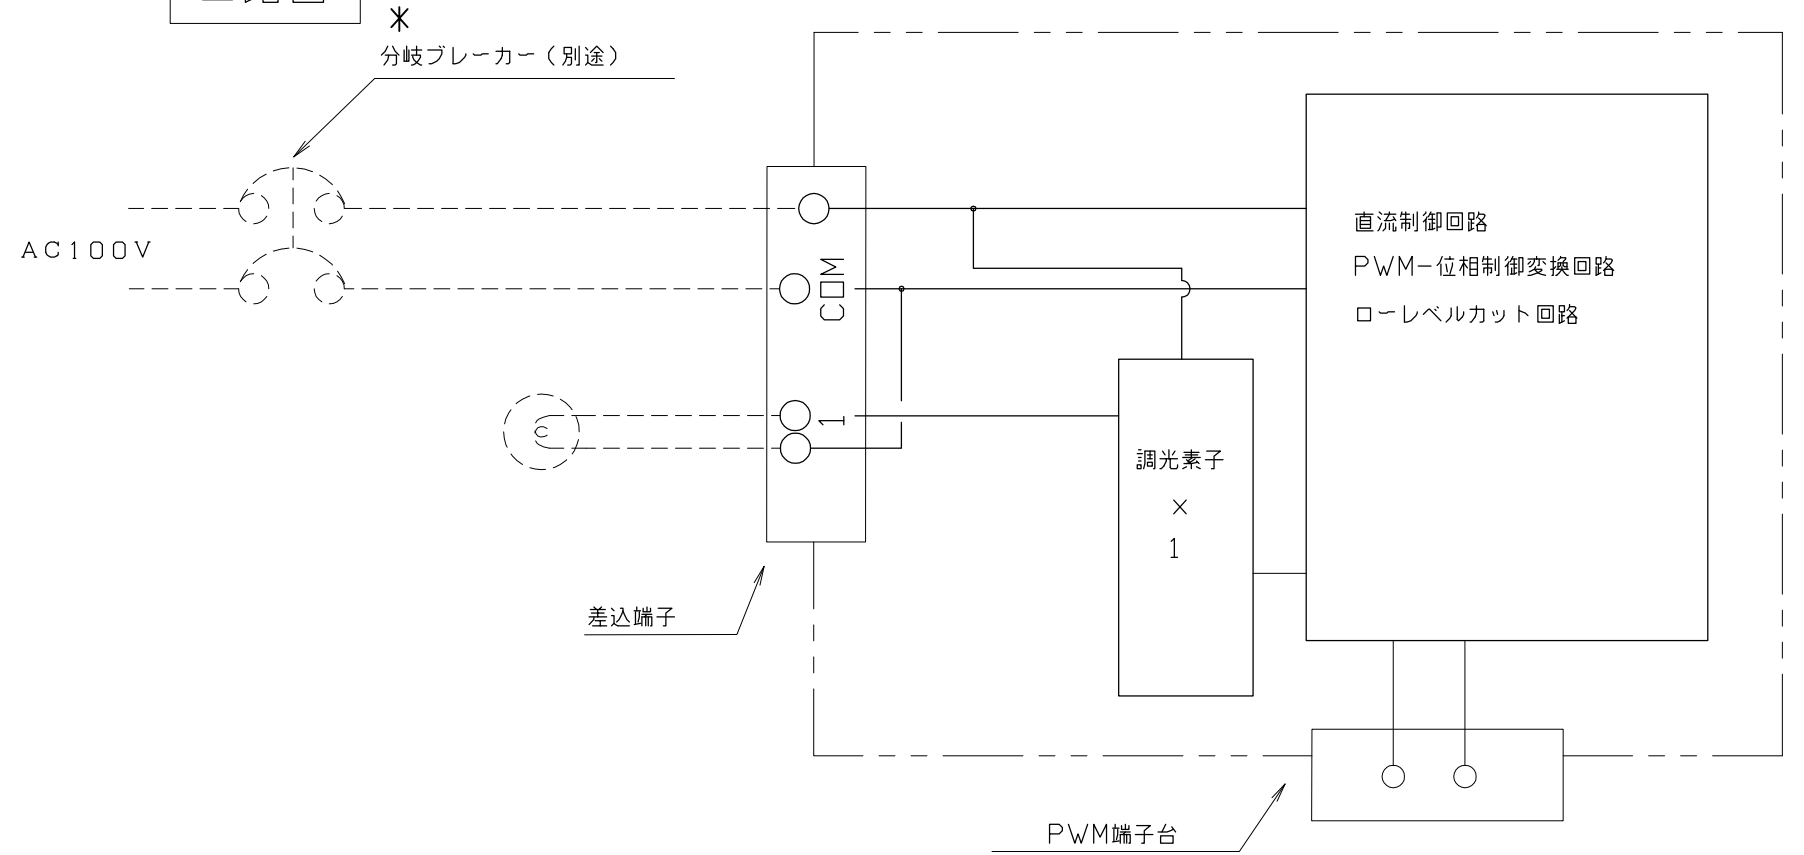 *
分岐ブレーカー（別途）
AC100V
COM
1
直流制御回路
PWM－位相制御変換回路
ローレベルカット回路
調光素子
×
1
差込端子
PWM端子台